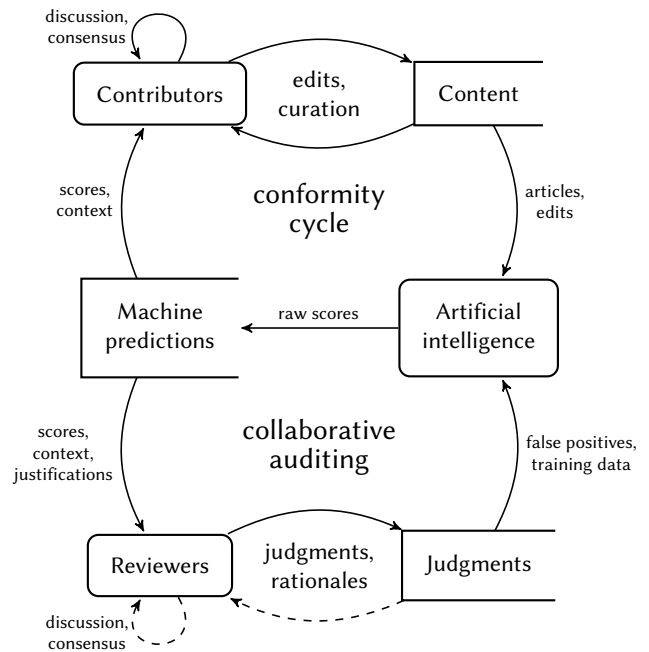 discussion,
consensus
Contributors
edits,
curation
Content
scores,
context
conformity
cycle
articles,
edits
Machine
predictions
raw scores
Artificial
intelligence
scores,
context,
justifications
collaborative
auditing
false positives,
training data
Reviewers
judgments,
rationales
Judgments
discussion,
consensus